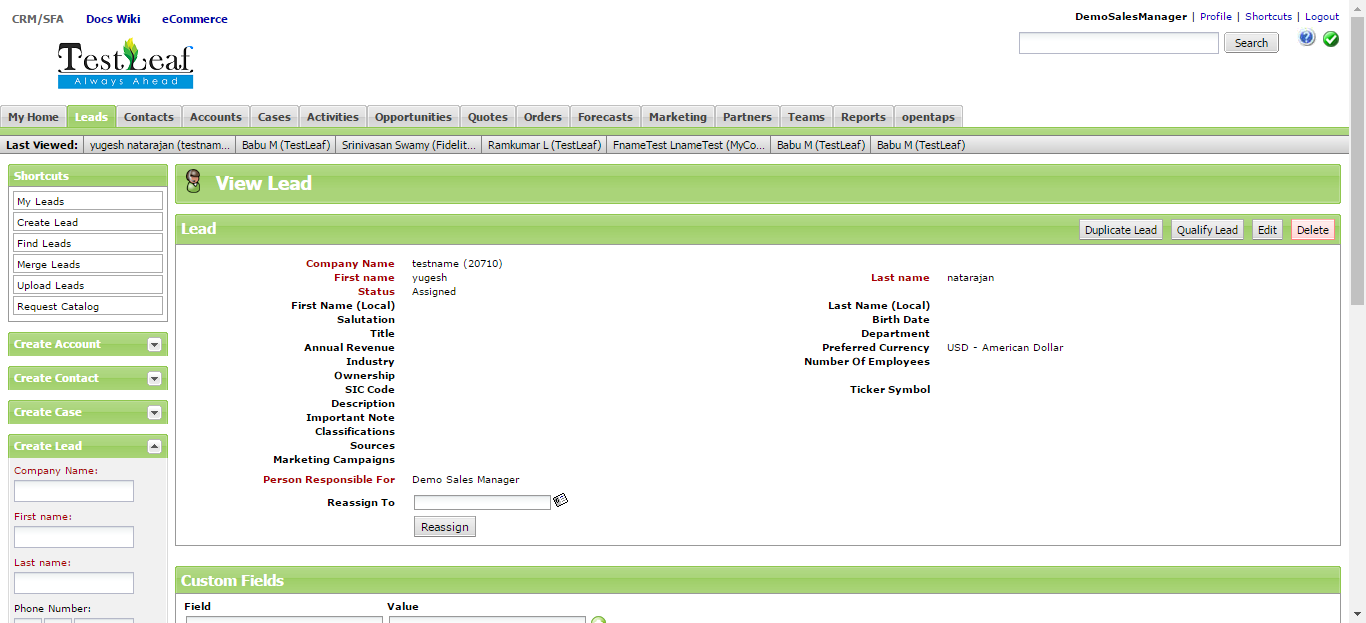 CRM/SFA Docs Wiki eCommerce
DemoSalesManager | Profile | Shortcuts | Logout
TestLeaf
Always Ahead
Search
My Home Leads Contacts Accounts Cases Activities Opportunities Quotes Orders Forecasts Marketing Partners Teams Reports opentaps
Last Viewed: yugesh natarajan (testnam... Babu M (TestLeaf) Srinivasan Swamy (Fidelit... Ramkumar L (TestLeaf) FnameTest LnameTest (MyCo... Babu M (TestLeaf) Babu M (TestLeaf)
Shortcuts
My Leads
Create Lead
Find Leads
Merge Leads
Upload Leads
Request Catalog
Create Account
Create Contact
Create Case
Create Lead
Company Name:
First name:
Last name:
Phone Number:
View Lead
Lead
Duplicate Lead Qualify Lead Edit Delete
Company Name testname (20710)
First name yugesh Last name natarajan
Status Assigned
First Name (Local) Last Name (Local)
Salutation Birth Date
Title Department
Annual Revenue Preferred Currency USD - American Dollar
Industry Number Of Employees
Ownership
SIC Code Ticker Symbol
Description
Important Note
Classifications
Sources
Marketing Campaigns
Person Responsible For Demo Sales Manager
Reassign To
Reassign
Custom Fields
Field Value